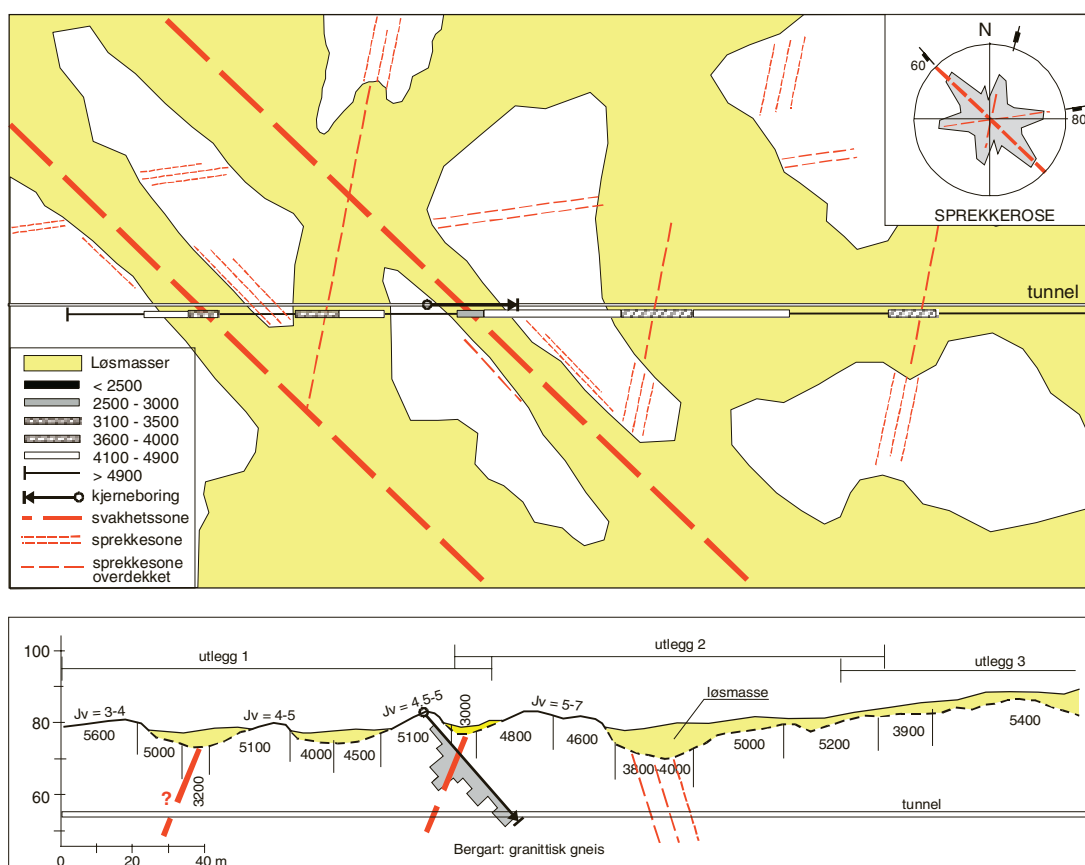 N
60
80
SPREKKEROSE
tunnel
Løsmasser
< 2500
2500 - 3000
3100 - 3500
3600 - 4000
4100 - 4900
> 4900
kjerneboring
svakhetssone
sprekkesone
sprekkesone
overdekket
100
80
60
utlegg 1
utlegg 2
utlegg 3
Jv = 3-4
Jv = 4-5
Jv = 4,5-5
Jv = 5-7
løsmasse
5600
5000
3200
5100
4000
4500
5100
3000
4800
4600
3800-4000
5000
5200
3900
5400
?
tunnel
Bergart: granittisk gneis
0
20
40 m